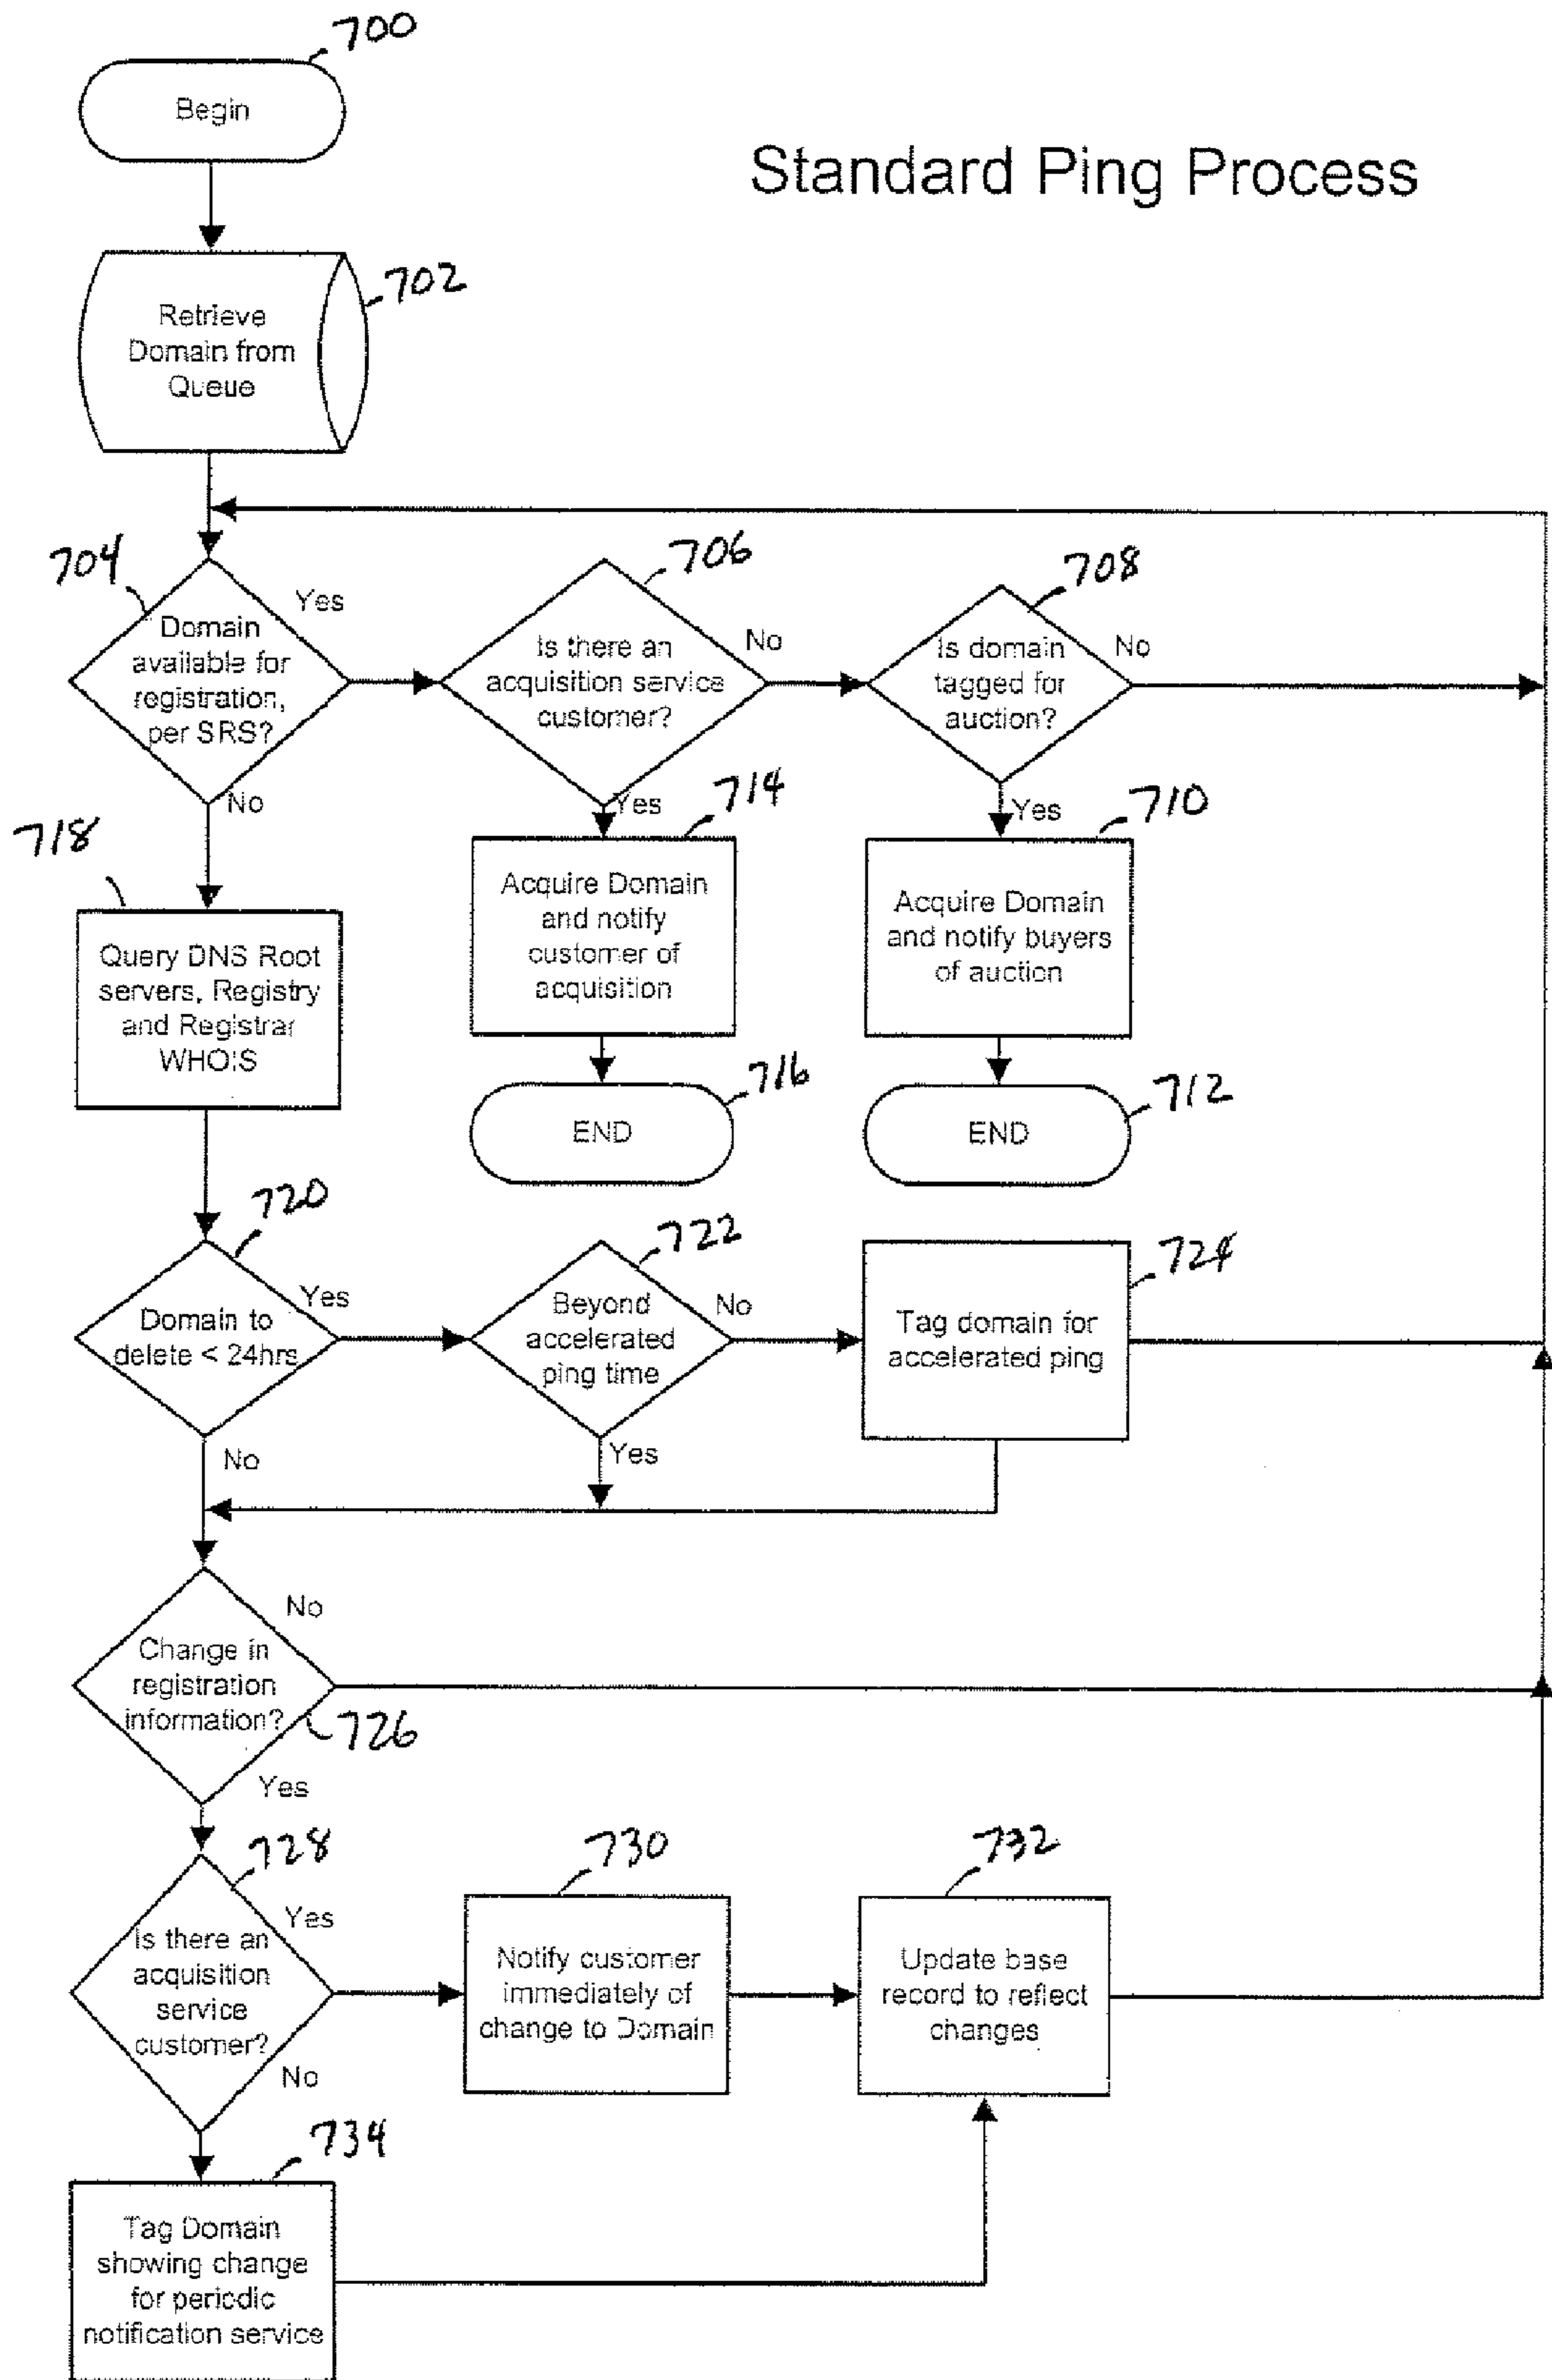 700
Begin
Standard Ping Process
702
Retrieve
Domain from
Queue
704
Domain
available for
registration,
per SRS?
Yes
No
706
Is there an
acquisition service
customer?
No
Yes
708
Is domain
tagged for
auction?
No
Yes
718
Query DNS Root
servers, Registry
and Registrar
WHOIS
714
Acquire Domain
and notify
customer of
acquisition
710
Acquire Domain
and notify buyers
of auction
716
END
712
END
720
Domain to
delete < 24hrs
Yes
No
722
Beyond
accelerated
ping time
No
Yes
724
Tag domain for
accelerated ping
Change in
registration
information?
726
No
Yes
728
Is there an
acquisition
service
customer?
Yes
No
730
Notify customer
immediately of
change to Domain
732
Update base
record to reflect
changes
734
Tag Domain
showing change
for periodic
notification service